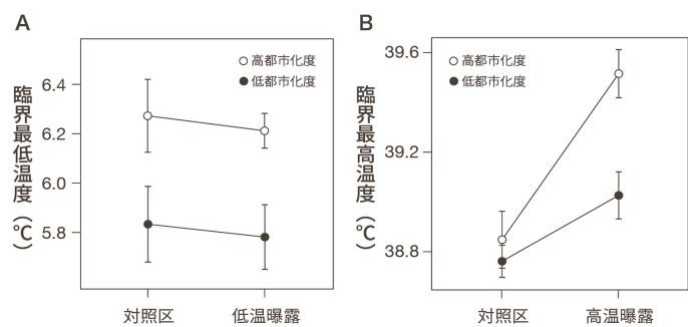 A
高都市化度
低都市化度
臨界最低温度（℃）
6.4
6.2
6.0
5.8
対照区
低温曝露
B
高都市化度
低都市化度
臨界最高温度（℃）
39.6
39.2
38.8
対照区
高温曝露